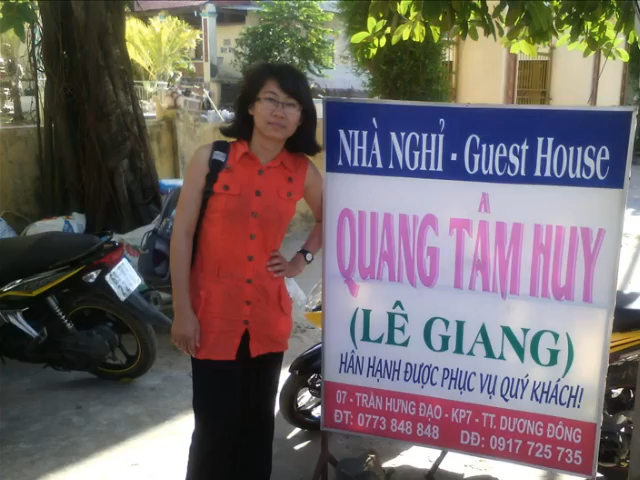 NHÀ NGHỈ - Guest House
QUANG TÂM HUY
(LÊ GIANG)
HÂN HẠNH ĐƯỢC PHỤC VỤ QUÝ KHÁCH!
07 - TRẦN HƯNG ĐẠO - KP7 - TT. DƯƠNG ĐÔNG
ĐT: 0773 848 848 DĐ: 0917 725 735